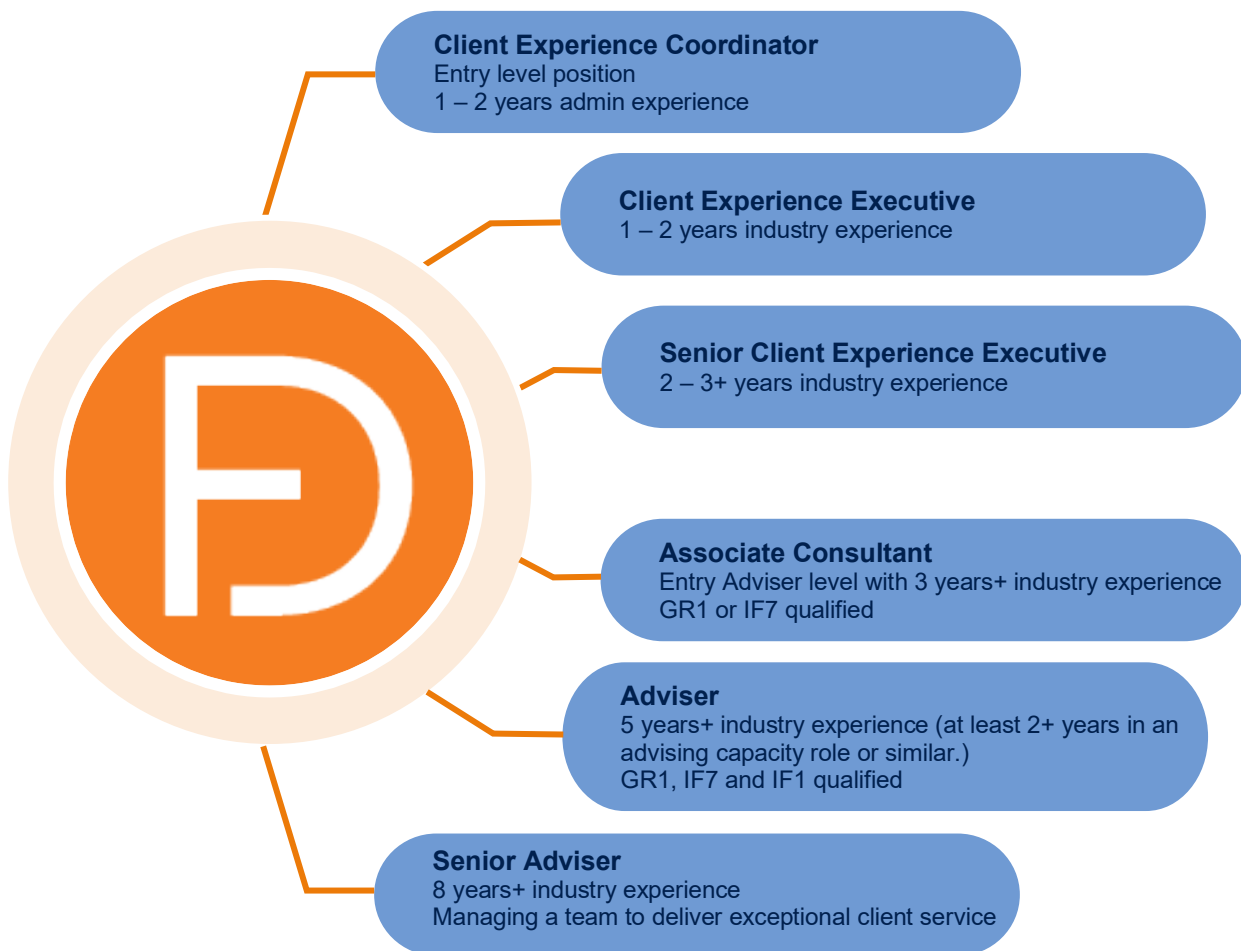 Client Experience Coordinator
Entry level position
1 – 2 years admin experience
Client Experience Executive
1 – 2 years industry experience
Senior Client Experience Executive
2 – 3+ years industry experience
Associate Consultant
Entry Adviser level with 3 years+ industry experience
GR1 or IF7 qualified
Adviser
5 years+ industry experience (at least 2+ years in an
advising capacity role or similar.)
GR1, IF7 and IF1 qualified
Senior Adviser
8 years+ industry experience
Managing a team to deliver exceptional client service